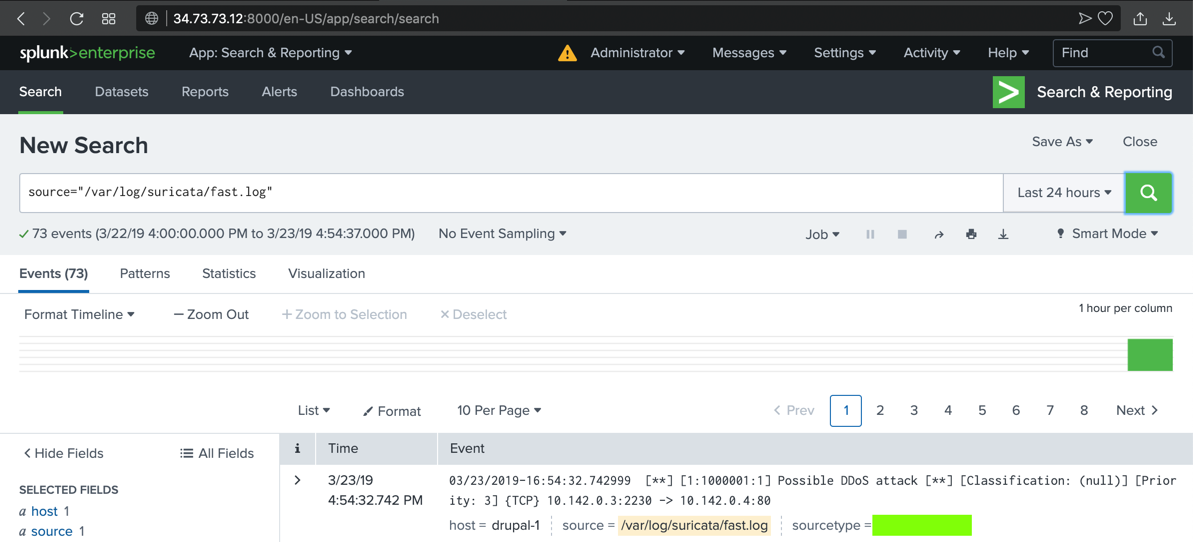 34.73.73.12:8000/en-US/app/search/search
splunk>enterprise App: Search & Reporting Administrator Messages Settings Activity Help Find
Search Datasets Reports Alerts Dashboards > Search & Reporting
New Search Save As Close
source="/var/log/suricata/fast.log" Last 24 hours
73 events (3/22/19 4:00:00.000 PM to 3/23/19 4:54:37.000 PM) No Event Sampling Job Smart Mode
Events (73) Patterns Statistics Visualization
Format Timeline — Zoom Out + Zoom to Selection × Deselect 1 hour per column
List Format 10 Per Page < Prev 1 2 3 4 5 6 7 8 Next >
< Hide Fields All Fields i Time Event
SELECTED FIELDS
a host 1
a source 1
> 3/23/19
4:54:32.742 PM
03/23/2019-16:54:32.742999 [**] [1:1000001:1] Possible DDoS attack [**] [Classification: (null)] [Prior
ity: 3] {TCP} 10.142.0.3:2230 -> 10.142.0.4:80
host = drupal-1 source = /var/log/suricata/fast.log sourcetype =